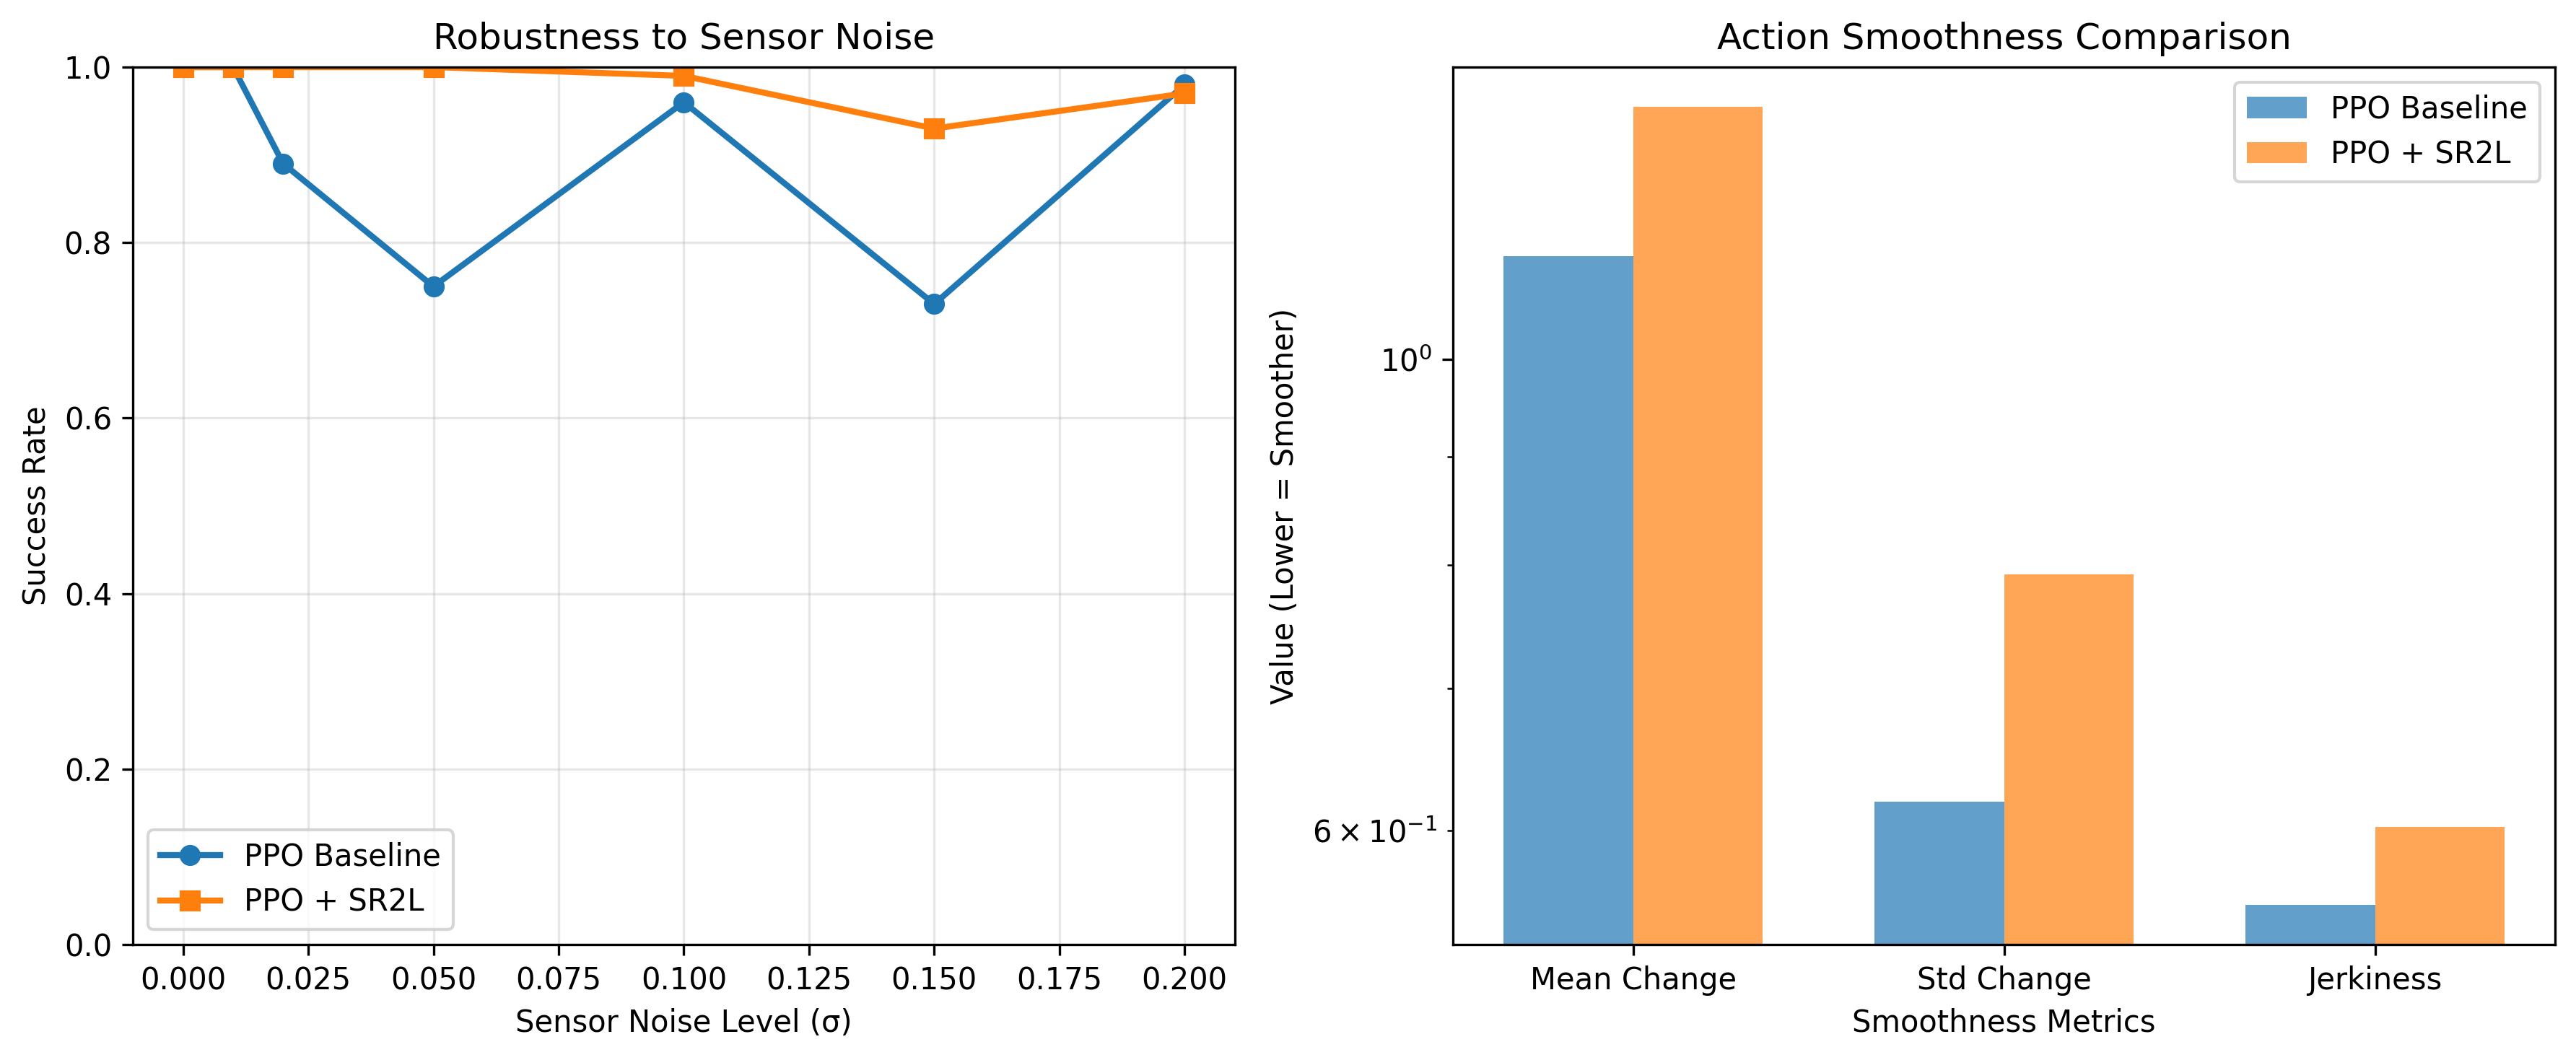 Robustness to Sensor Noise
Success Rate
1.0
0.8
0.6
0.4
0.2
0.0
PPO Baseline
PPO + SR2L
0.000 0.025 0.050 0.075 0.100 0.125 0.150 0.175 0.200
Sensor Noise Level (σ)
Action Smoothness Comparison
Value (Lower = Smoother)
10⁰
6 × 10⁻¹
PPO Baseline
PPO + SR2L
Mean Change Std Change Jerkiness
Smoothness Metrics